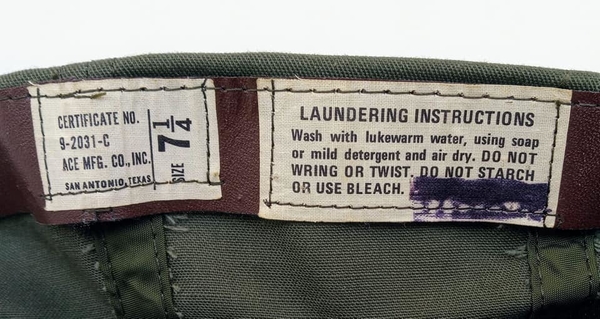 CERTIFICATE NO.
9-2031-C
ACE MFG. CO., INC.
SAN ANTONIO, TEXAS
SIZE 7 1/4
LAUNDERING INSTRUCTIONS
Wash with lukewarm water, using soap
or mild detergent and air dry. DO NOT
WRING OR TWIST. DO NOT STARCH
OR USE BLEACH.